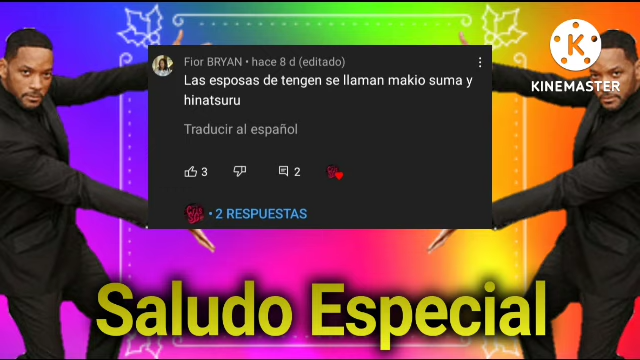 Fior BRYAN • hace 8 d (editado)
Las esposas de tengen se llaman makio suma y
hinatsuru
Traducir al español
3
2
• 2 RESPUESTAS
KINEMASTER
Saludo Especial